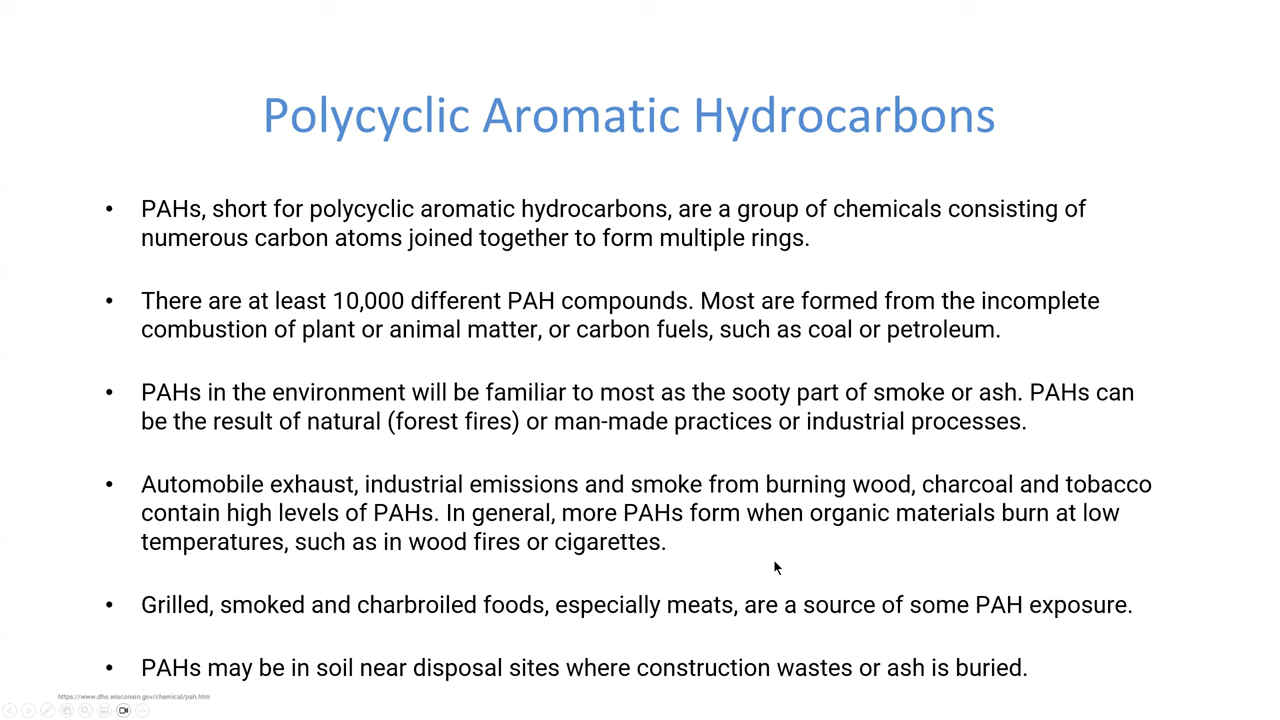 Polycyclic Aromatic Hydrocarbons
• PAHs, short for polycyclic aromatic hydrocarbons, are a group of chemicals consisting of
numerous carbon atoms joined together to form multiple rings.
• There are at least 10,000 different PAH compounds. Most are formed from the incomplete
combustion of plant or animal matter, or carbon fuels, such as coal or petroleum.
• PAHs in the environment will be familiar to most as the sooty part of smoke or ash. PAHs can
be the result of natural (forest fires) or man-made practices or industrial processes.
• Automobile exhaust, industrial emissions and smoke from burning wood, charcoal and tobacco
contain high levels of PAHs. In general, more PAHs form when organic materials burn at low
temperatures, such as in wood fires or cigarettes.
• Grilled, smoked and charbroiled foods, especially meats, are a source of some PAH exposure.
• PAHs may be in soil near disposal sites where construction wastes or ash is buried.
https://www.dhs.wisconsin.gov/chemical/pah.htm